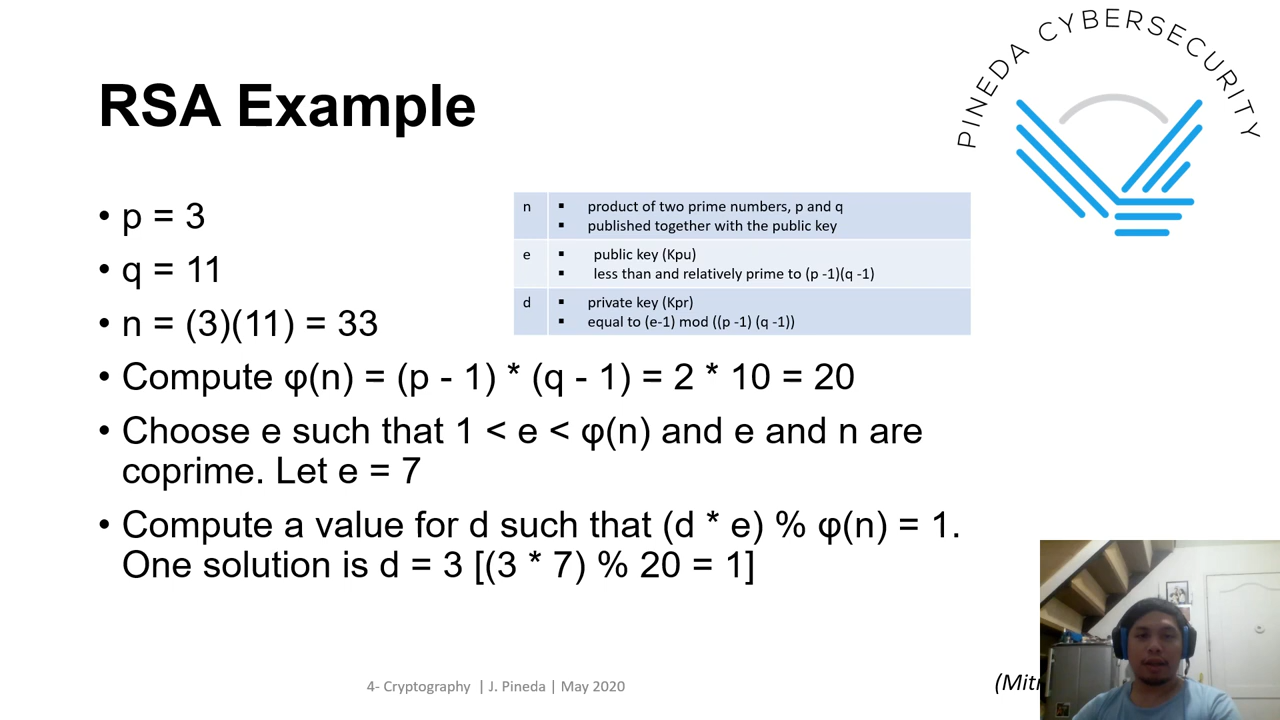 PINEDA CYBERSECURITY
RSA Example
• p = 3
• q = 11
• n = (3)(11) = 33
n
▪ product of two prime numbers, p and q
▪ published together with the public key
e
▪ public key (Kpu)
▪ less than and relatively prime to (p -1)(q -1)
d
▪ private key (Kpr)
▪ equal to (e-1) mod ((p -1) (q -1))
• Compute φ(n) = (p - 1) * (q - 1) = 2 * 10 = 20
• Choose e such that 1 < e < φ(n) and e and n are
coprime. Let e = 7
• Compute a value for d such that (d * e) % φ(n) = 1.
One solution is d = 3 [(3 * 7) % 20 = 1]
4- Cryptography | J. Pineda | May 2020